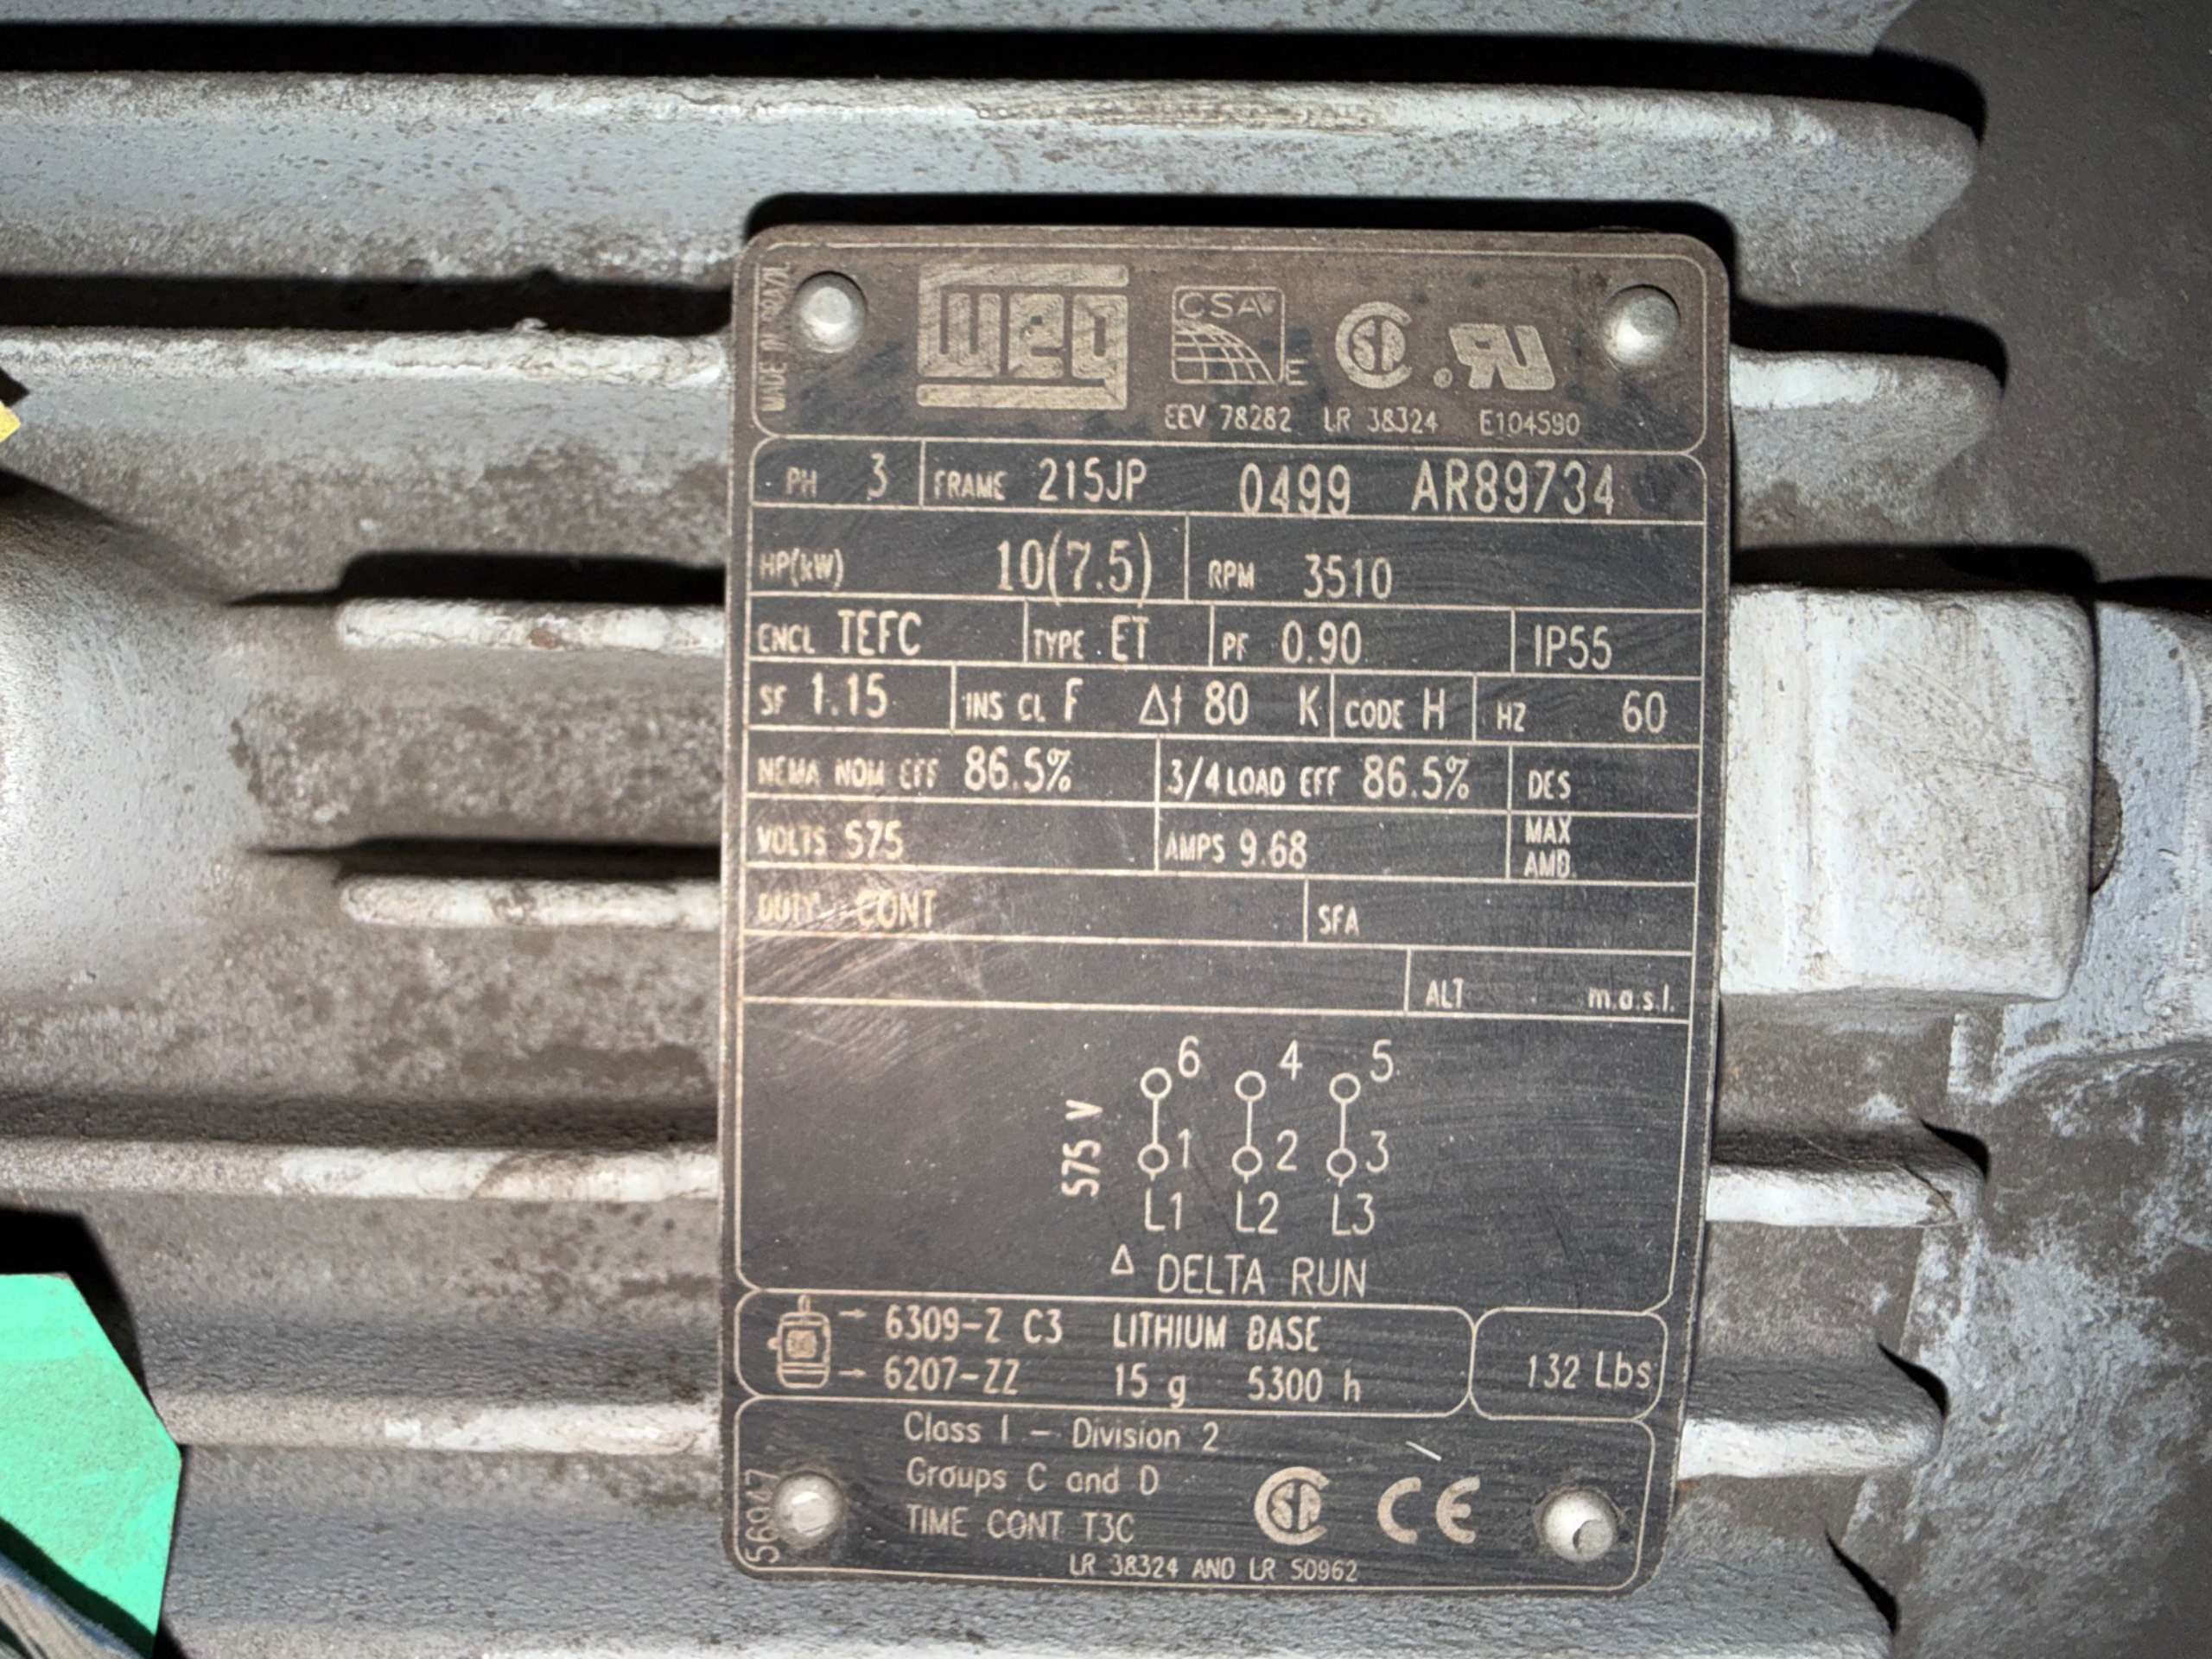 MADE IN BRAZIL
WEG
CSA
E
EEV 78282 LR 38324 E104590
PH 3 FRAME 215JP 0499 AR89734
HP(kW) 10(7.5) RPM 3510
ENCL TEFC TYPE ET PF 0.90 IP55
SF 1.15 INS CL F Δt 80 K CODE H HZ 60
NEMA NOM EFF 86.5% 3/4 LOAD EFF 86.5% DES
VOLTS 575 AMPS 9.68 MAX AMB.
DUTY CONT SFA
ALT m.a.s.l.
575 V
6 4 5
1 2 3
L1 L2 L3
Δ DELTA RUN
6309-Z C3 LITHIUM BASE
6207-ZZ 15 g 5300 h
132 Lbs
Class I - Division 2
Groups C and D
TIME CONT T3C
CE
LR 38324 AND LR 50962